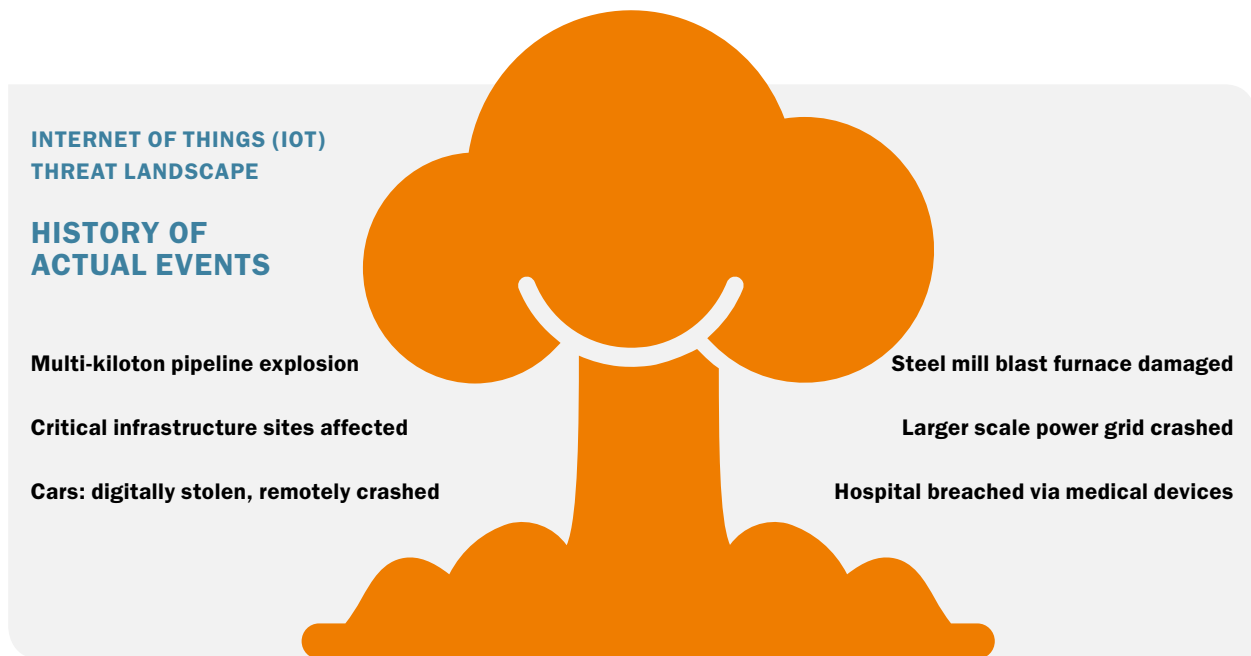 INTERNET OF THINGS (IOT)
THREAT LANDSCAPE
HISTORY OF
ACTUAL EVENTS
Multi-kiloton pipeline explosion
Critical infrastructure sites affected
Cars: digitally stolen, remotely crashed
Steel mill blast furnace damaged
Larger scale power grid crashed
Hospital breached via medical devices